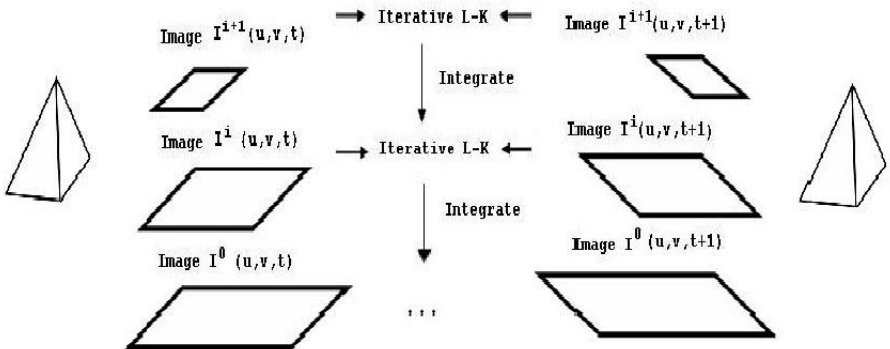 Image I^{i+1}(u,v,t)
Iterative L-K
Image I^{i+1}(u,v,t+1)
Integrate
Image I^i (u,v,t)
Iterative L-K
Image I^i(u,v,t+1)
Integrate
Image I^0 (u,v,t)
Image I^0 (u,v,t+1)
...